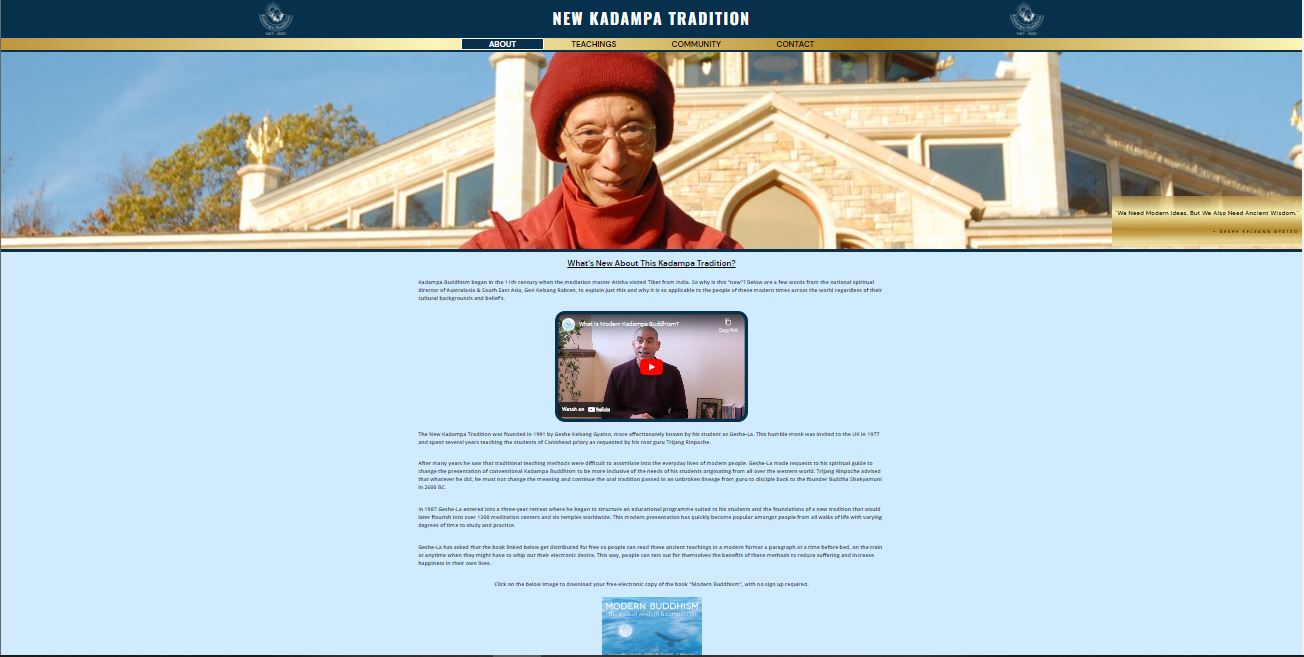 NEW KADAMPA TRADITION
ABOUT
TEACHINGS
COMMUNITY
CONTACT
"We Need Modern Ideas. But We Also Need Ancient Wisdom."
- GESHE KELSANG GYATSO
What's New About This Kadampa Tradition?
Kadampa Buddhism began in the 11th century when the mediation master Atisha visited Tibet from India. So why is this "new"? Below are a few words from the national spiritual
director of Australasia & South East Asia, Gen Kelsang Rabten, to explain just this and why it is so applicable to the people of these modern times across the world regardless of their
cultural backgrounds and belief's.
What Is Modern Kadampa Buddhism?
Copy link
Watch on YouTube
The New Kadampa Tradition was founded in 1991 by Geshe Kelsang Gyatso, more affectionately known by his student as Geshe-La. This humble monk was invited to the UK in 1977
and spent several years teaching the students of Conishead priory as requested by his root guru Trijang Rinpoche.
After many years he saw that traditional teaching methods were difficult to assimilate into the everyday lives of modern people. Geshe-La made requests to his spiritual guide to
change the presentation of conventional Kadampa Buddhism to be more inclusive of the needs of his students originating from all over the western world. Trijang Rinpoche advised
that whatever he did, he must not change the meaning and continue the oral tradition passed in an unbroken lineage from guru to disciple back to the founder Buddha Shakyamuni
in 2600 BC.
In 1987 Geshe-La entered into a three-year retreat where he began to structure an educational programme suited to his students and the foundations of a new tradition that would
later flourish into over 1300 meditation centers and six temples worldwide. This modern presentation has quickly become popular amongst people from all walks of life with varying
degrees of time to study and practice.
Geshe-La has asked that the book linked below get distributed for free so people can read these ancient teachings in a modern format a paragraph at a time before bed, on the train
or anytime when they might have to whip out their electronic device. This way, people can test out for themselves the benefits of these methods to reduce suffering and increase
happiness in their own lives.
Click on the below image to download your free electronic copy of the book "Modern Buddhism", with no sign up required.
MODERN BUDDHISM
the path of wisdom & compassion